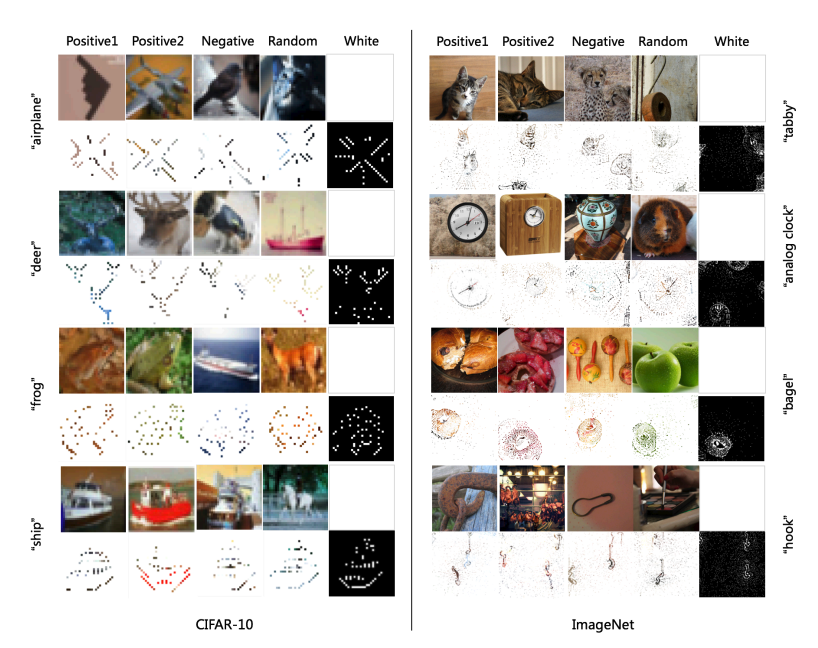 Positive1 Positive2 Negative Random White
"airplane"
"deer"
"frog"
"ship"
CIFAR-10
Positive1 Positive2 Negative Random White
"tabby"
"analog clock"
"bagel"
"hook"
ImageNet